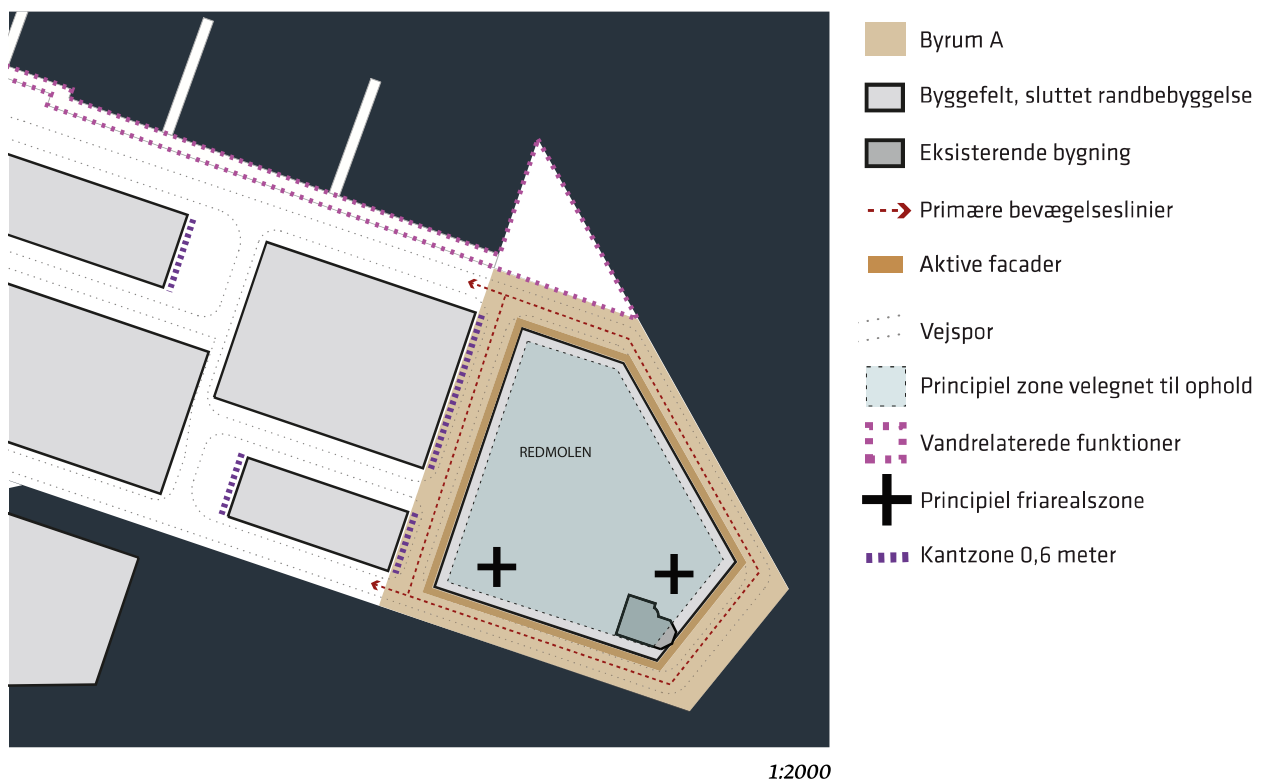 REDMOLEN
1:2000
Byrum A
Byggefelt, sluttet randbebyggelse
Eksisterende bygning
Primære bevægelseslinier
Aktive facader
Vejspor
Principiel zone velegnet til ophold
Vandrelaterede funktioner
Principiel friarealszone
Kantzone 0,6 meter